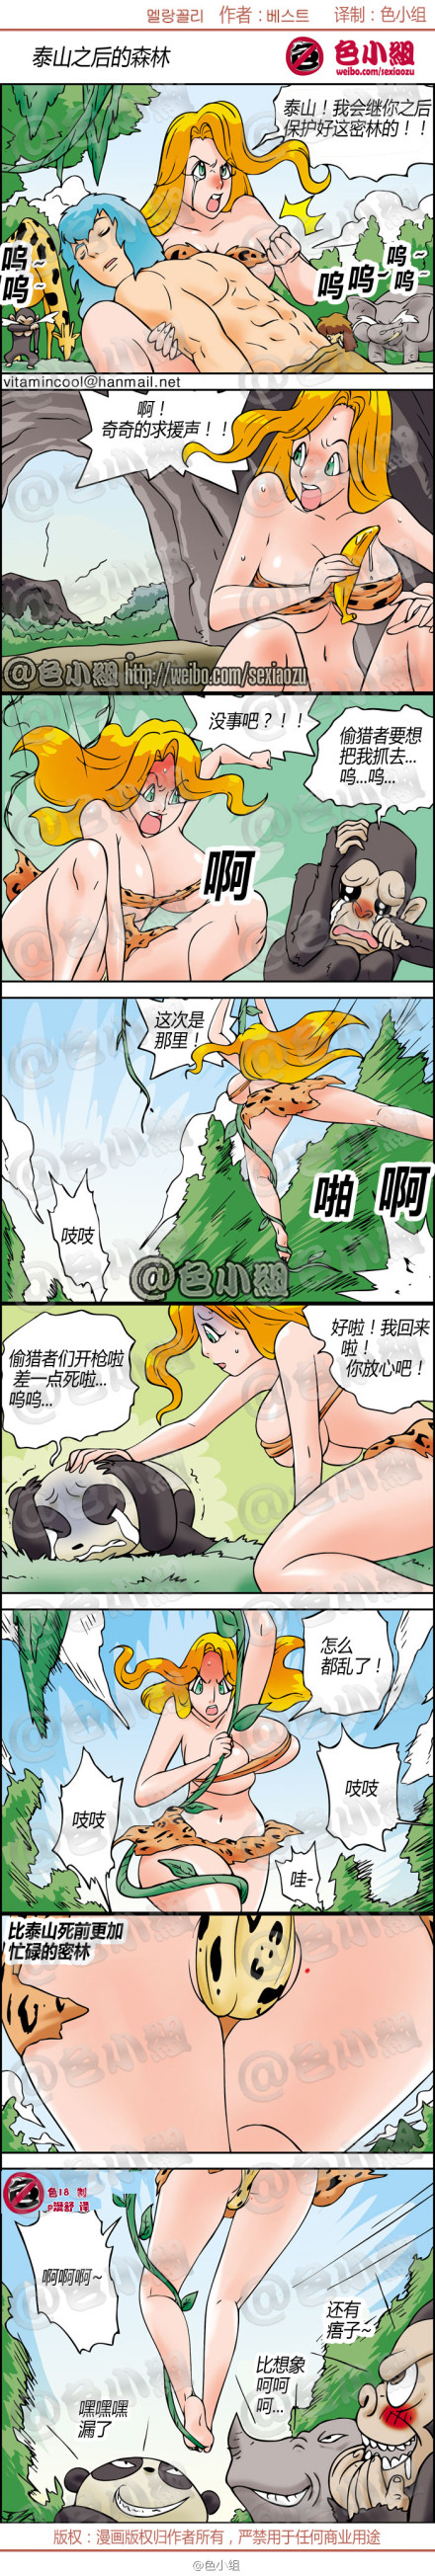 멜랑꼴리 作者：베스트 译制：色小组
泰山之后的森林
色小组
weibo.com/sexiaozu
泰山！我会继你之后
保护好这密林的！！
呜~
呜~
呜 呜~
呜~
呜~
vitamincool@hanmail.net
啊！
奇奇的求援声！！
@色小组 http://weibo.com/sexiaozu
没事吧？！！
偷猎者要想
把我抓去...
呜...呜...
啊
这次是
那里！
啪 啊
吱吱
@色小组
偷猎者们开枪啦
差一点死啦...
呜呜...
好啦！我回来
啦！
你放心吧！
怎么
都乱了！
吱吱
吱吱
哇-
比泰山死前更加
忙碌的密林
色18 制
啊啊啊~
还有
痦子~
比想象
呵呵
呵...
嘿嘿嘿
漏了
版权：漫画版权归作者所有，严禁用于任何商业用途
@色小组